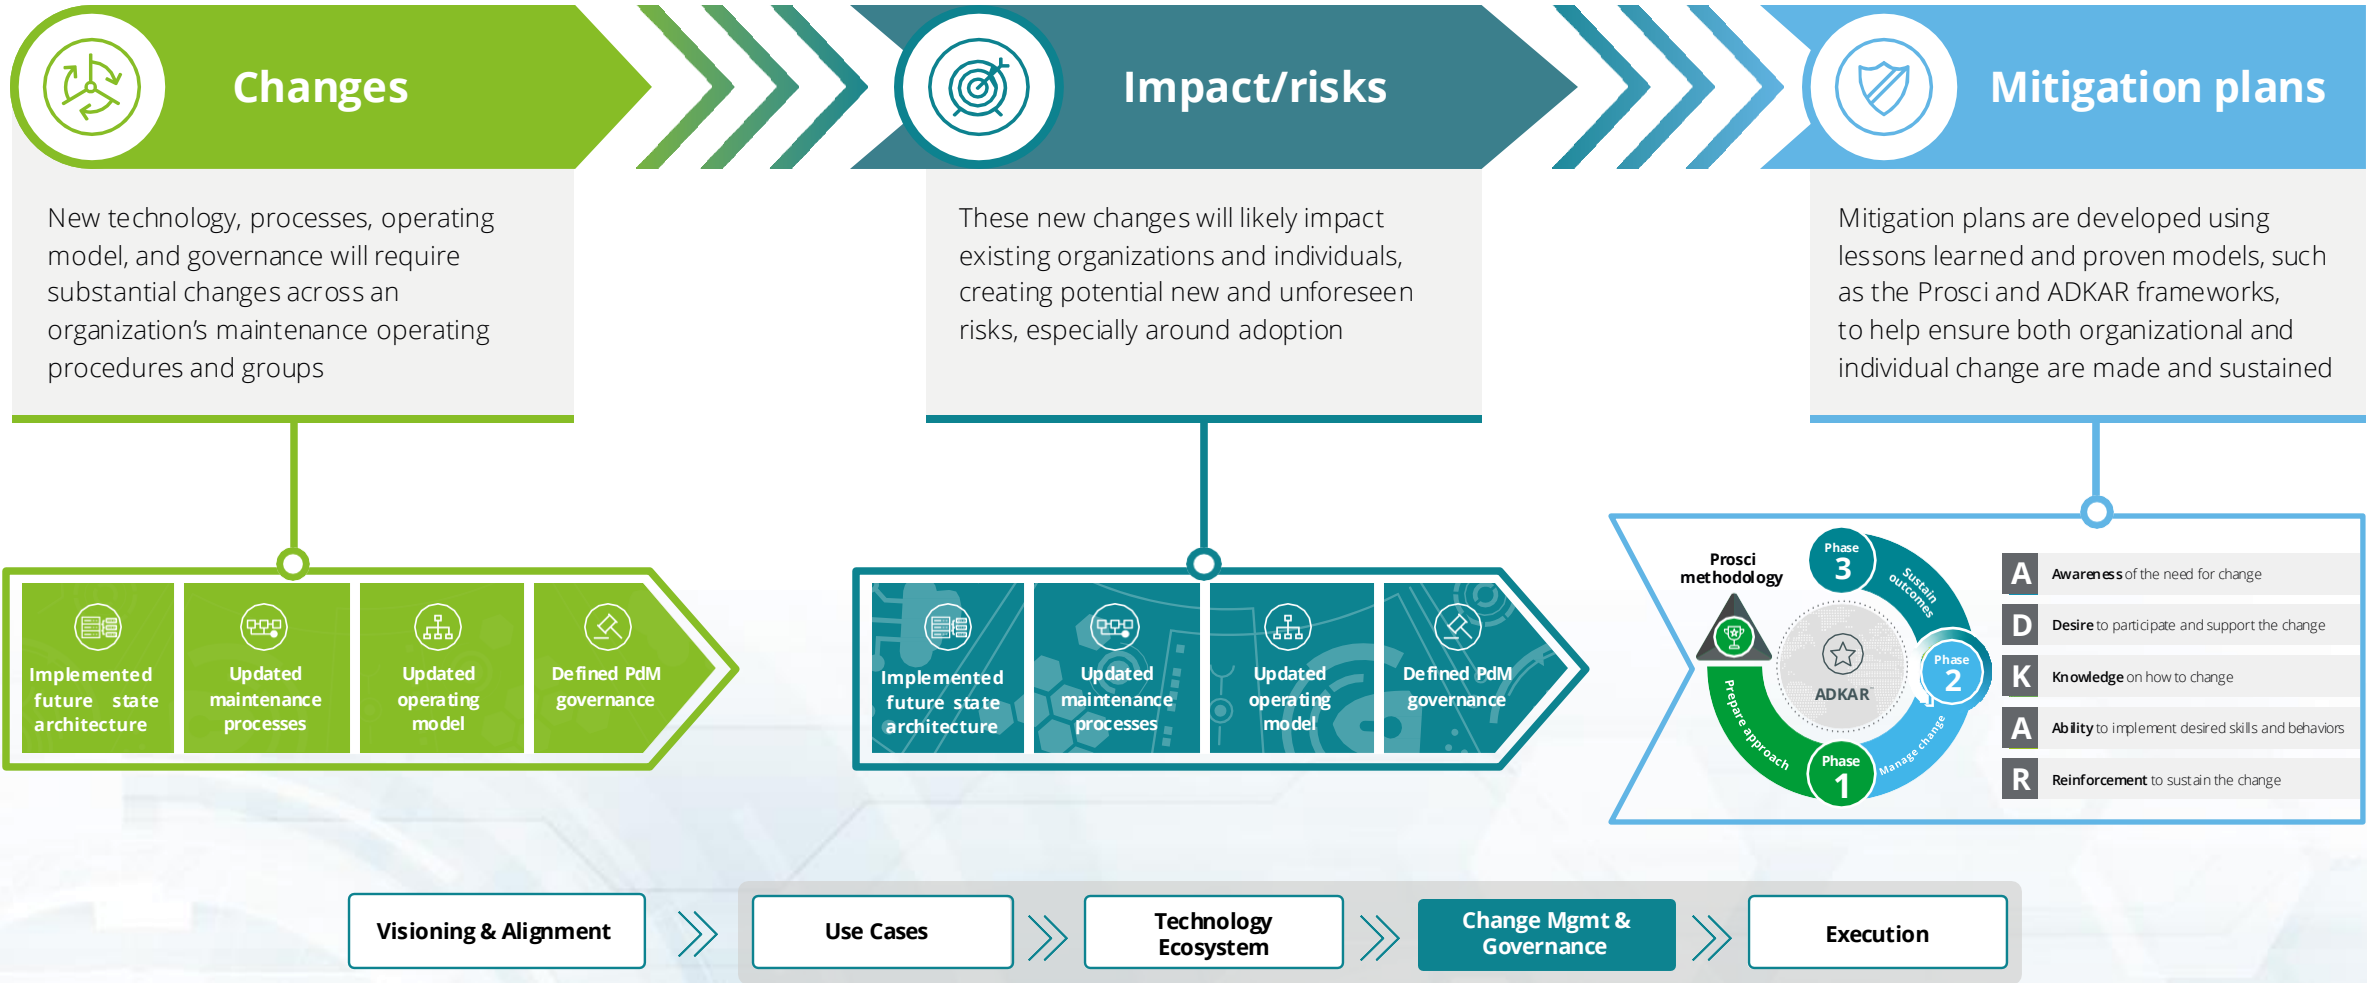 Changes
New technology, processes, operating
model, and governance will require
substantial changes across an
organization’s maintenance operating
procedures and groups
Implemented
future state
architecture
Updated
maintenance
processes
Updated
operating
model
Defined PdM
governance
Impact/risks
These new changes will likely impact
existing organizations and individuals,
creating potential new and unforeseen
risks, especially around adoption
Implemented
future state
architecture
Updated
maintenance
processes
Updated
operating
model
Defined PdM
governance
Mitigation plans
Mitigation plans are developed using
lessons learned and proven models, such
as the Prosci and ADKAR frameworks,
to help ensure both organizational and
individual change are made and sustained
Prosci
methodology
Phase
3
Sustain
outcomes
Phase
2
ADKAR
Prepare approach
Manage change
Phase
1
A Awareness of the need for change
D Desire to participate and support the change
K Knowledge on how to change
A Ability to implement desired skills and behaviors
R Reinforcement to sustain the change
Visioning & Alignment
Use Cases
Technology
Ecosystem
Change Mgmt &
Governance
Execution